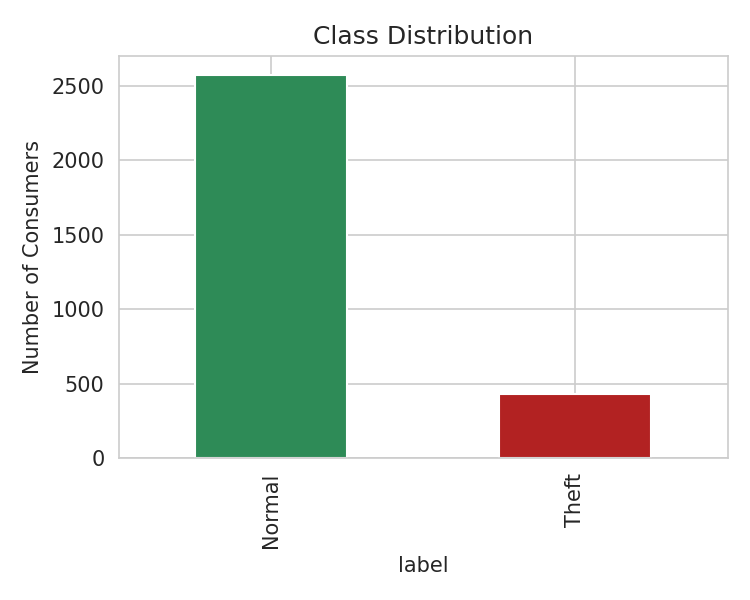 Class Distribution
Number of Consumers
2500
2000
1500
1000
500
0
Normal
Theft
label